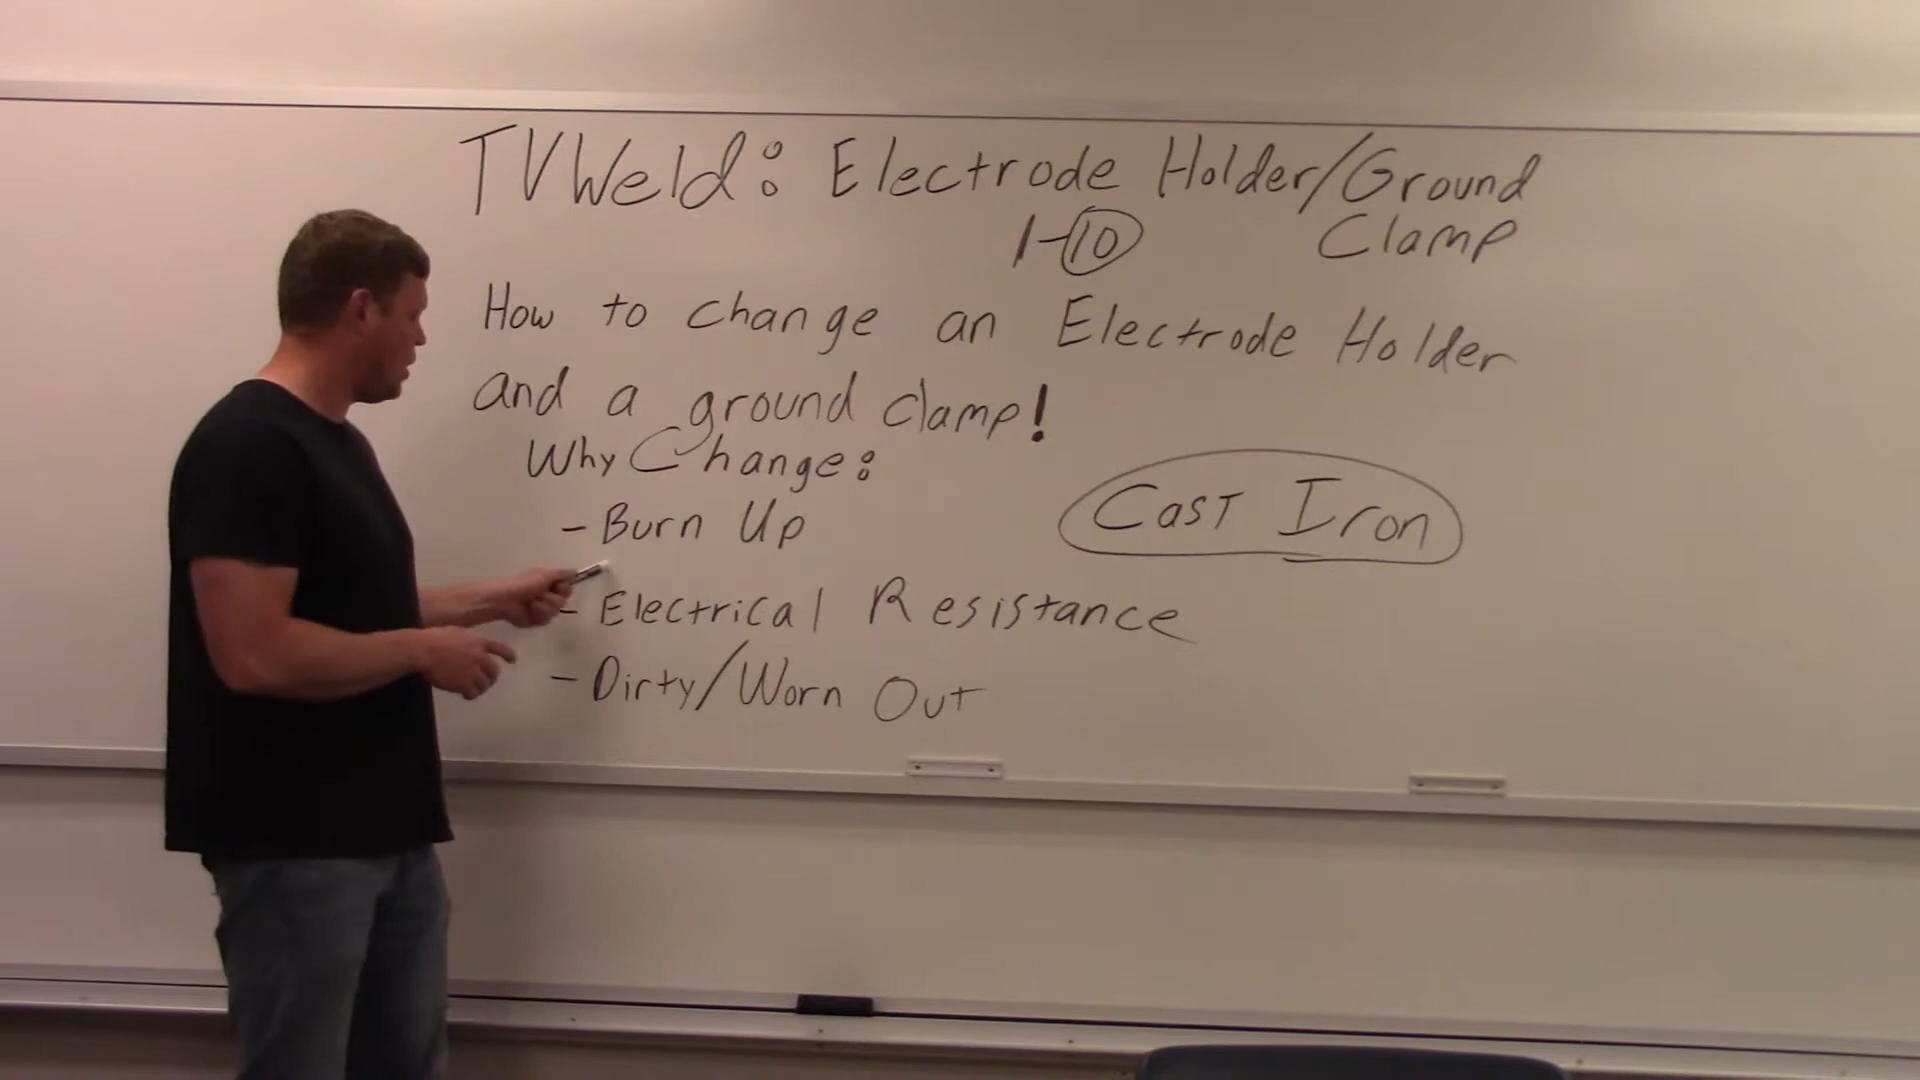 TVWeld: Electrode Holder/Ground
1-10 Clamp
How to change an Electrode Holder
and a ground clamp!
Why Change:
- Burn Up
Cast Iron
- Electrical Resistance
- Dirty/Worn Out